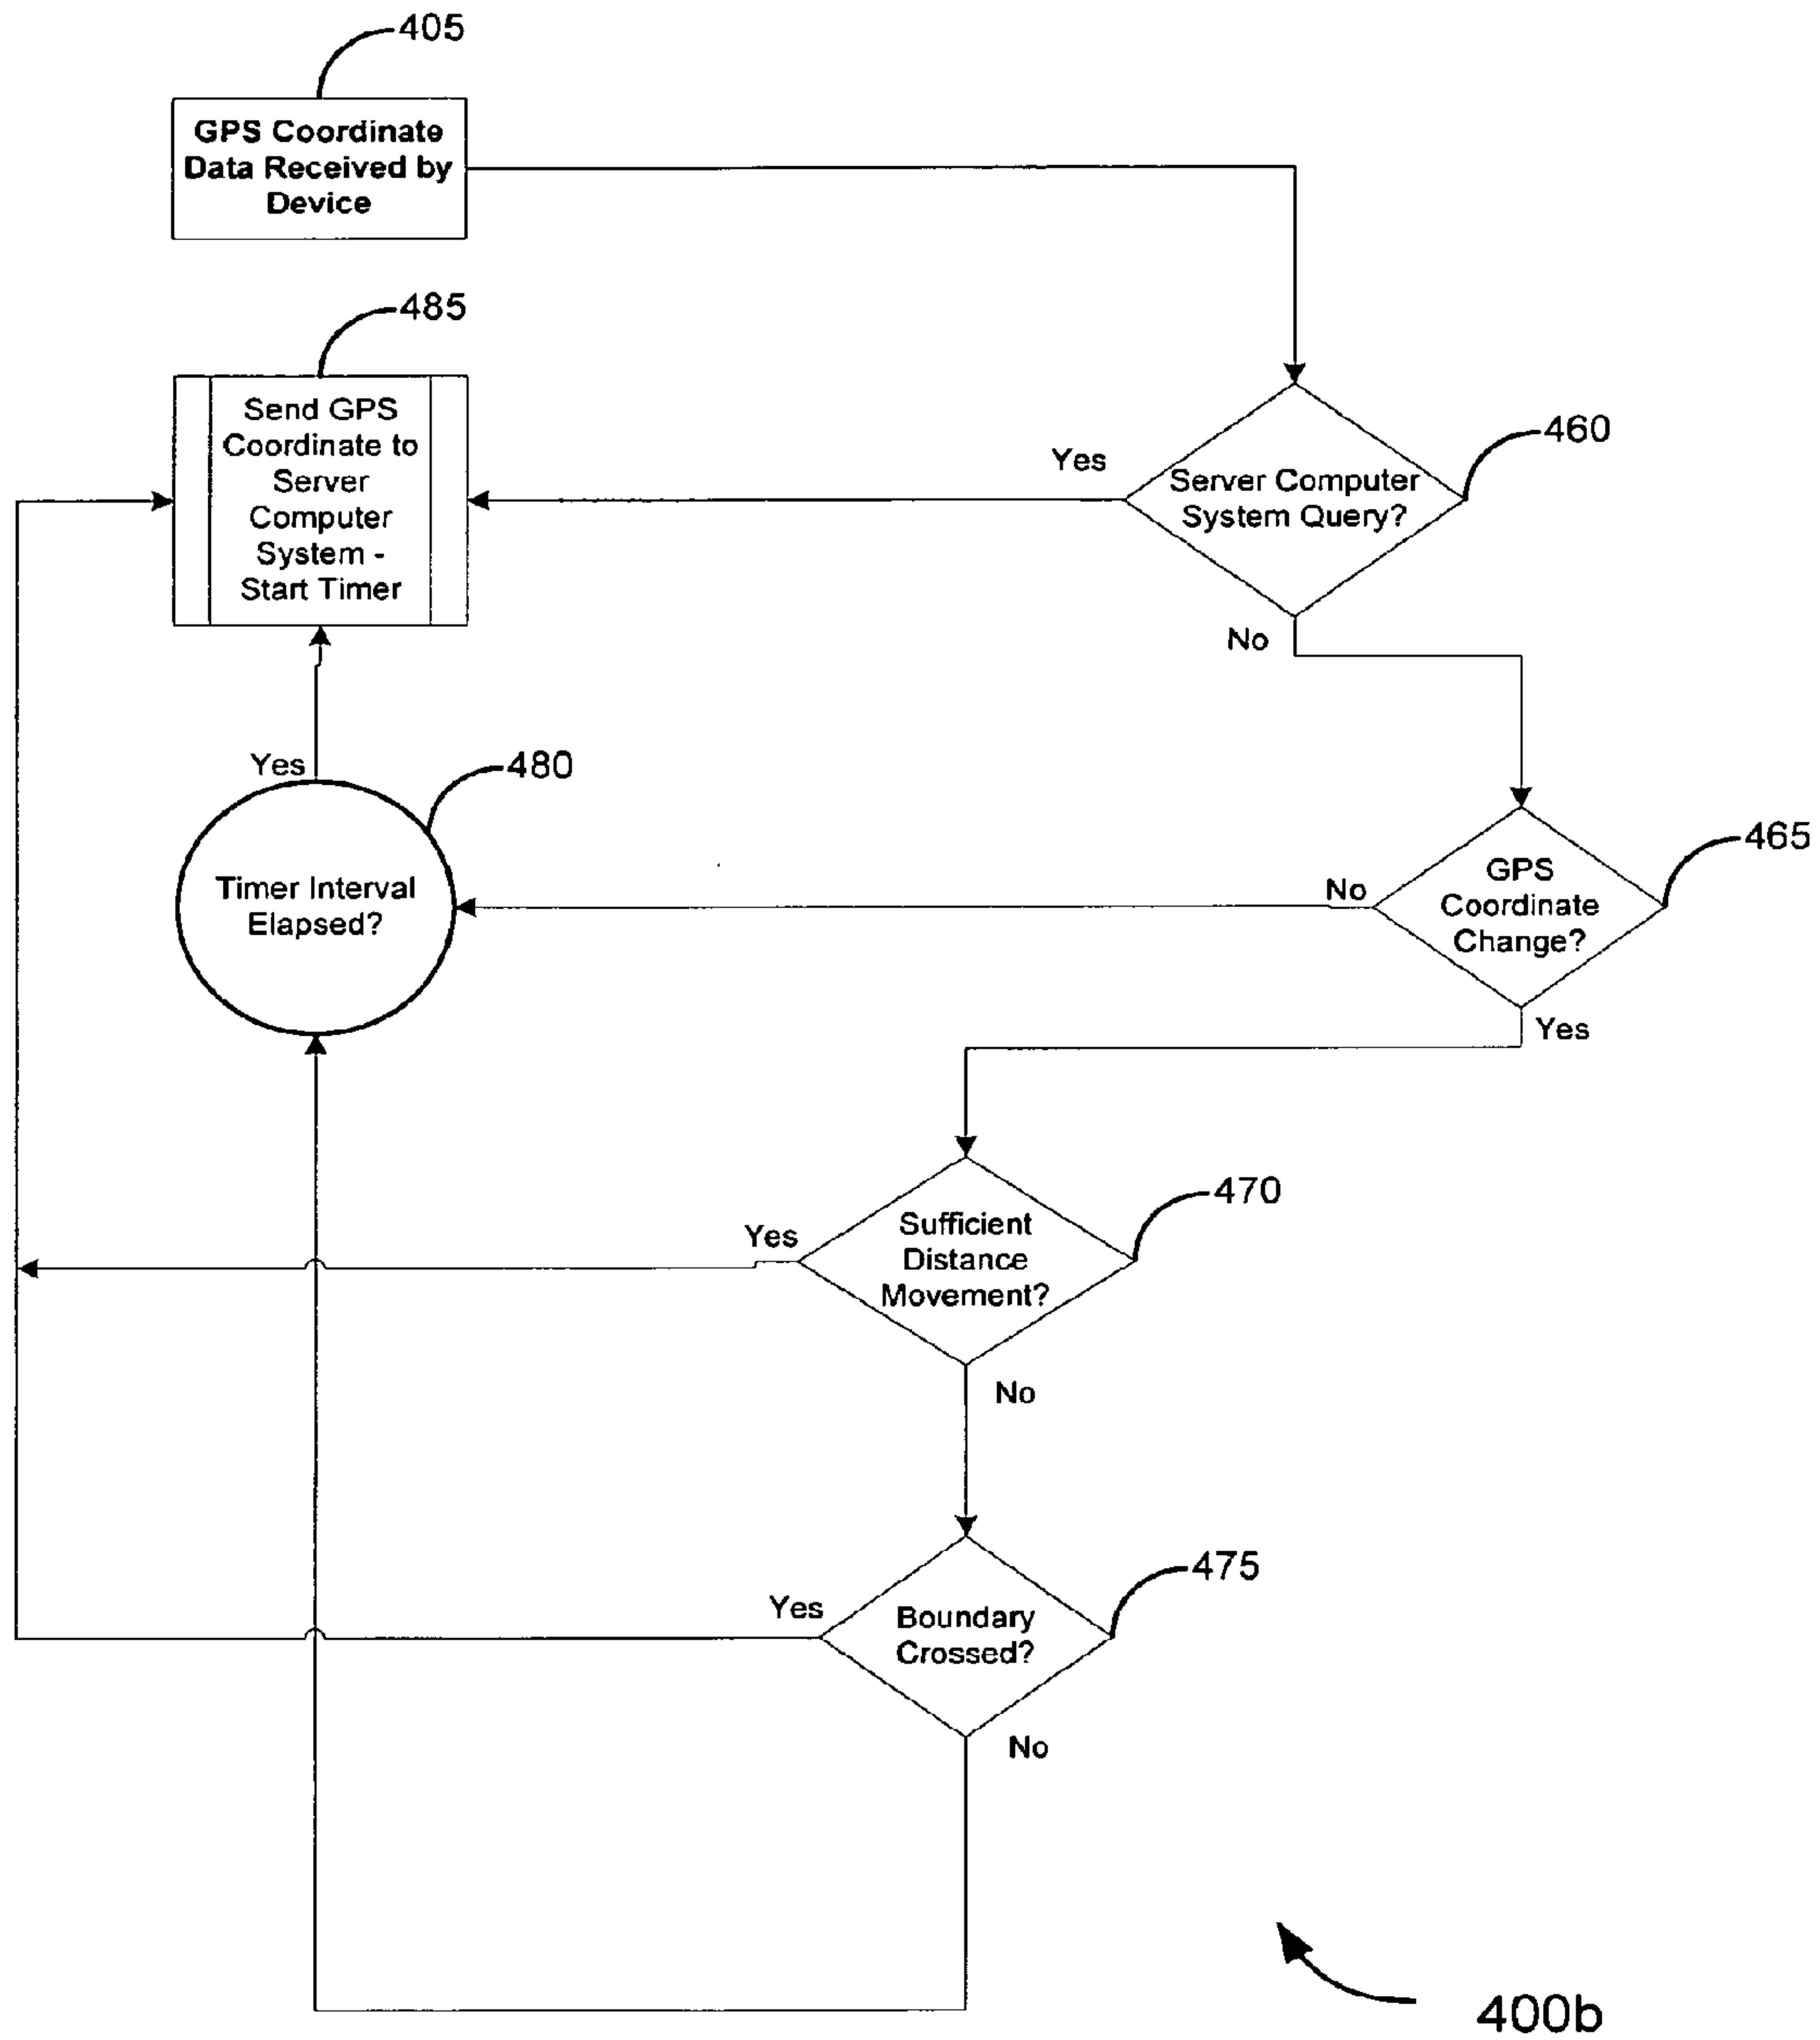 405
GPS Coordinate
Data Received by
Device
485
Send GPS
Coordinate to
Server
Computer
System -
Start Timer
460
Yes
Server Computer
System Query?
No
Yes
480
Timer Interval
Elapsed?
465
No
GPS
Coordinate
Change?
Yes
470
Yes
Sufficient
Distance
Movement?
No
475
Yes
Boundary
Crossed?
No
400b